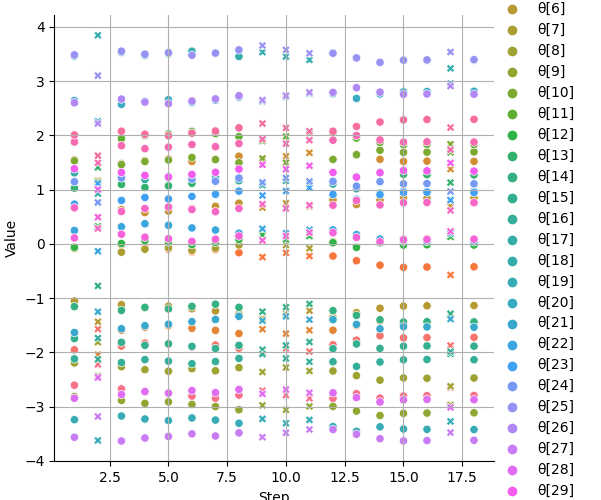 4
3
2
1
0
−1
−2
−3
−4
Value
2.5
5.0
7.5
10.0
12.5
15.0
17.5
Step
θ[6]
θ[7]
θ[8]
θ[9]
θ[10]
θ[11]
θ[12]
θ[13]
θ[14]
θ[15]
θ[16]
θ[17]
θ[18]
θ[19]
θ[21]
θ[22]
θ[23]
θ[24]
θ[25]
θ[26]
θ[27]
θ[28]
θ[29]